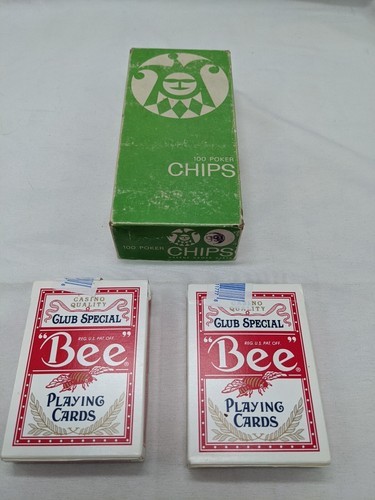 100 POKER
CHIPS
100 POKER
CHIPS
CASINO
QUALITY
CLUB SPECIAL
REG. U.S. PAT. OFF.
"Bee"
PLAYING
CARDS
CASINO
QUALITY
CLUB SPECIAL
REG. U.S. PAT. OFF.
"Bee"®
PLAYING
CARDS